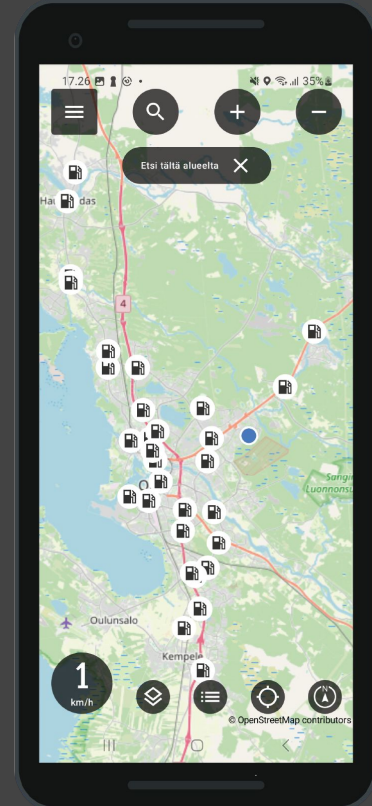 17.26
35%
Etsi tältä alueelta
4
Oulunsalo
Kempele
1
km/h
N
© OpenStreetMap contributors